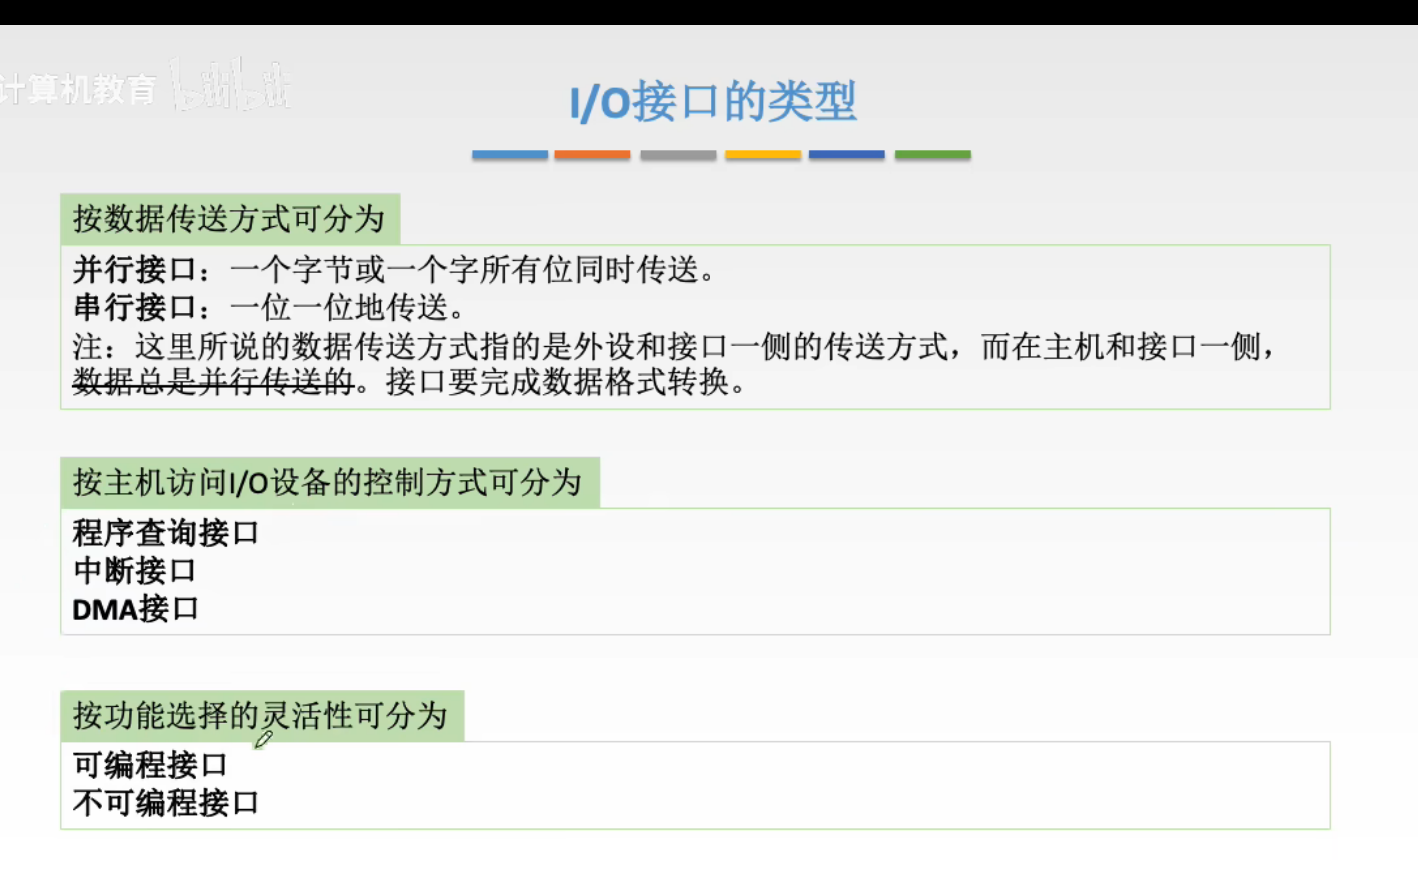 计算机教育 bilibili
I/O接口的类型
按数据传送方式可分为
并行接口：一个字节或一个字所有位同时传送。
串行接口：一位一位地传送。
注：这里所说的数据传送方式指的是外设和接口一侧的传送方式，而在主机和接口一侧，
数据总是并行传送的。接口要完成数据格式转换。
按主机访问I/O设备的控制方式可分为
程序查询接口
中断接口
DMA接口
按功能选择的灵活性可分为
可编程接口
不可编程接口